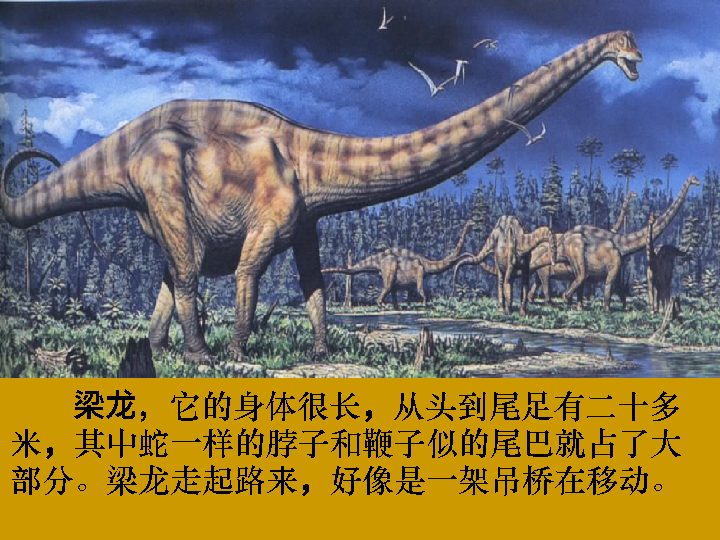 梁龙，它的身体很长，从头到尾足有二十多
米，其中蛇一样的脖子和鞭子似的尾巴就占了大
部分。梁龙走起路来，好像是一架吊桥在移动。